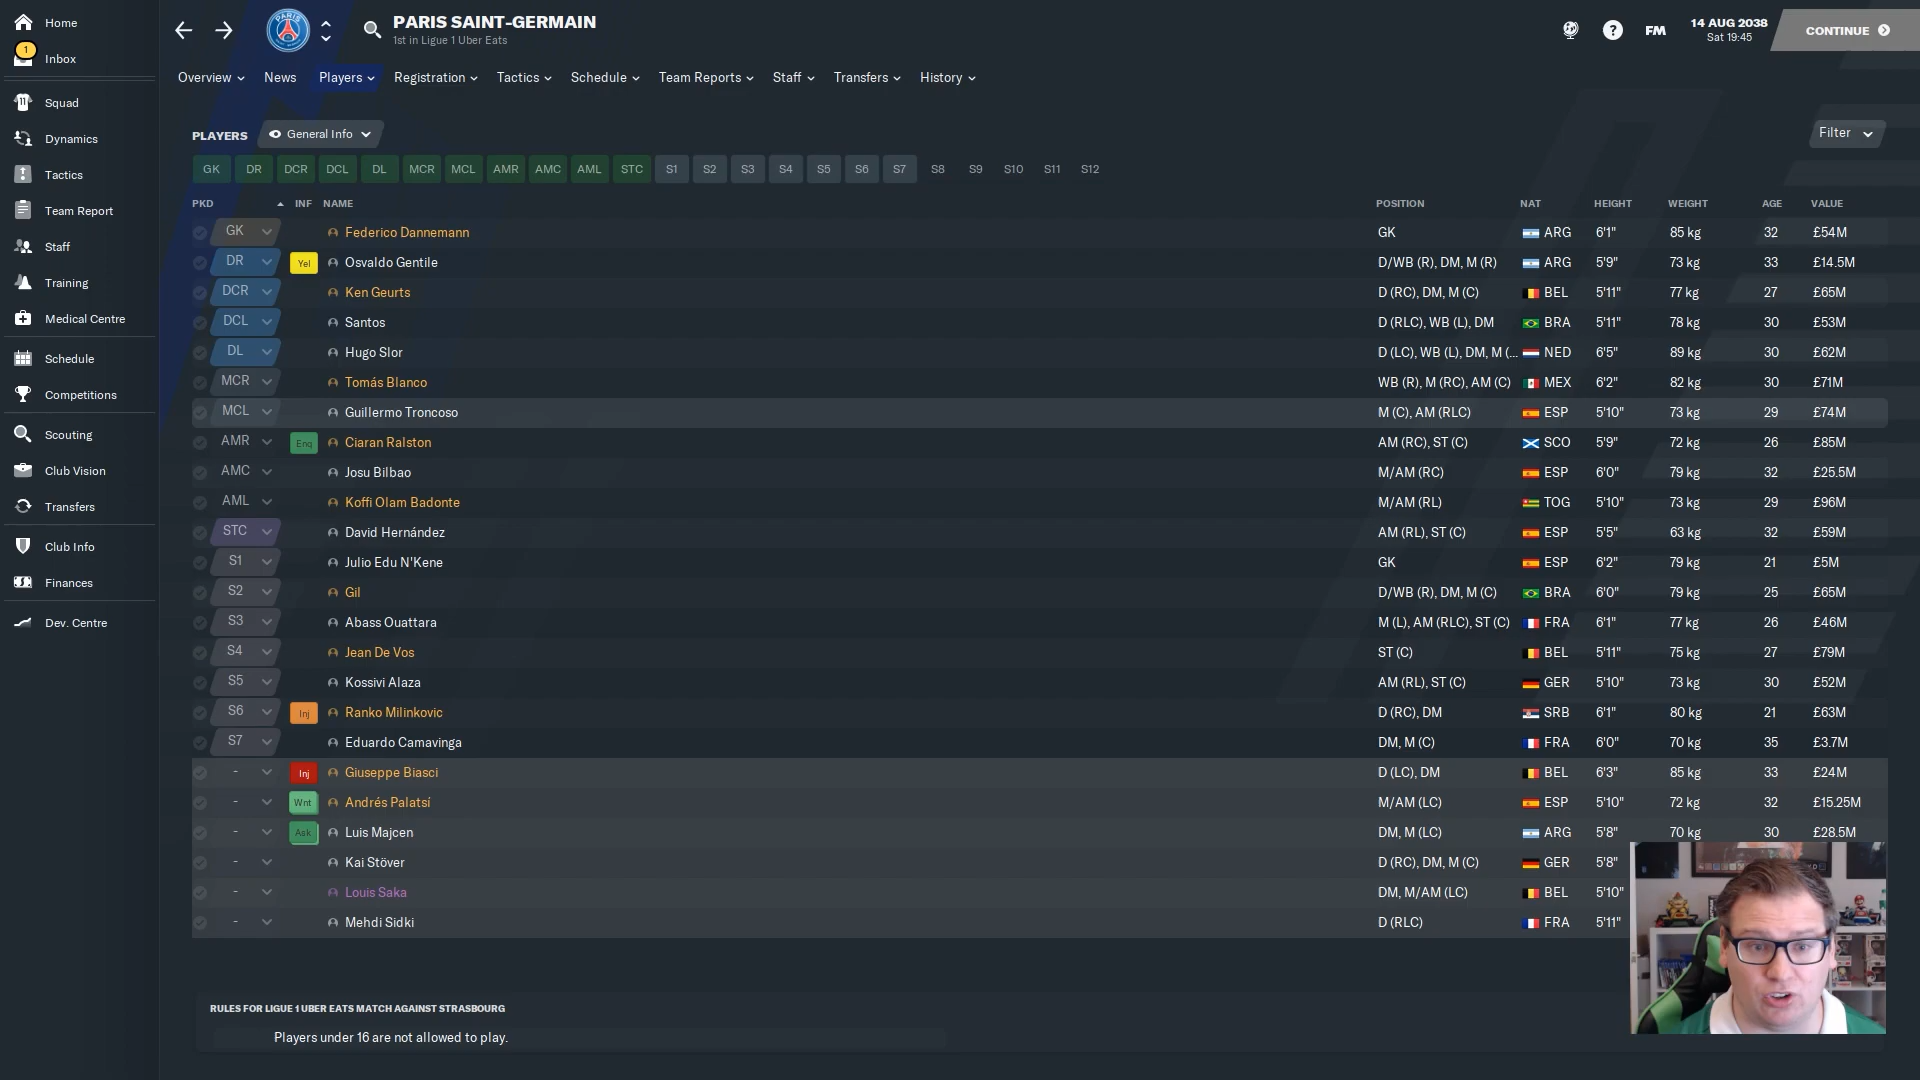 Home
1
Inbox
Squad
Dynamics
Tactics
Team Report
Staff
Training
Medical Centre
Schedule
Competitions
Scouting
Club Vision
Transfers
Club Info
Finances
Dev. Centre
PARIS
PARIS SAINT-GERMAIN
1st in Ligue 1 Uber Eats
? FM 14 AUG 2038
Sat 19:45
CONTINUE
Overview News Players Registration Tactics Schedule Team Reports Staff Transfers History
PLAYERS General Info Filter
GK DR DCR DCL DL MCR MCL AMR AMC AML STC S1 S2 S3 S4 S5 S6 S7 S8 S9 S10 S11 S12
PKD INF NAME POSITION NAT HEIGHT WEIGHT AGE VALUE
GK Federico Dannemann GK ARG 6'1" 85 kg 32 £54M
DR Yel Osvaldo Gentile D/WB (R), DM, M (R) ARG 5'9" 73 kg 33 £14.5M
DCR Ken Geurts D (RC), DM, M (C) BEL 5'11" 77 kg 27 £65M
DCL Santos D (RLC), WB (L), DM BRA 5'11" 78 kg 30 £53M
DL Hugo Slor D (LC), WB (L), DM, M (... NED 6'5" 89 kg 30 £62M
MCR Tomás Blanco WB (R), M (RC), AM (C) MEX 6'2" 82 kg 30 £71M
MCL Guillermo Troncoso M (C), AM (RLC) ESP 5'10" 73 kg 29 £74M
AMR Enq Ciaran Ralston AM (RC), ST (C) SCO 5'9" 72 kg 26 £85M
AMC Josu Bilbao M/AM (RC) ESP 6'0" 79 kg 32 £25.5M
AML Koffi Olam Badonte M/AM (RL) TOG 5'10" 73 kg 29 £96M
STC David Hernández AM (RL), ST (C) ESP 5'5" 63 kg 32 £59M
S1 Julio Edu N'Kene GK ESP 6'2" 79 kg 21 £5M
S2 Gil D/WB (R), DM, M (C) BRA 6'0" 79 kg 25 £65M
S3 Abass Ouattara M (L), AM (RLC), ST (C) FRA 6'1" 77 kg 26 £46M
S4 Jean De Vos ST (C) BEL 5'11" 75 kg 27 £79M
S5 Kossivi Alaza AM (RL), ST (C) GER 5'10" 73 kg 30 £52M
S6 Inj Ranko Milinkovic D (RC), DM SRB 6'1" 80 kg 21 £63M
S7 Eduardo Camavinga DM, M (C) FRA 6'0" 70 kg 35 £3.7M
- Inj Giuseppe Biasci D (LC), DM BEL 6'3" 85 kg 33 £24M
- Wnt Andrés Palatsí M/AM (LC) ESP 5'10" 72 kg 32 £15.25M
- Ask Luis Majcen DM, M (LC) ARG 5'8" 70 kg 30 £28.5M
- Kai Stöver D (RC), DM, M (C) GER 5'8"
- Louis Saka DM, M/AM (LC) BEL 5'10"
- Mehdi Sidki D (RLC) FRA 5'11"
RULES FOR LIGUE 1 UBER EATS MATCH AGAINST STRASBOURG
Players under 16 are not allowed to play.